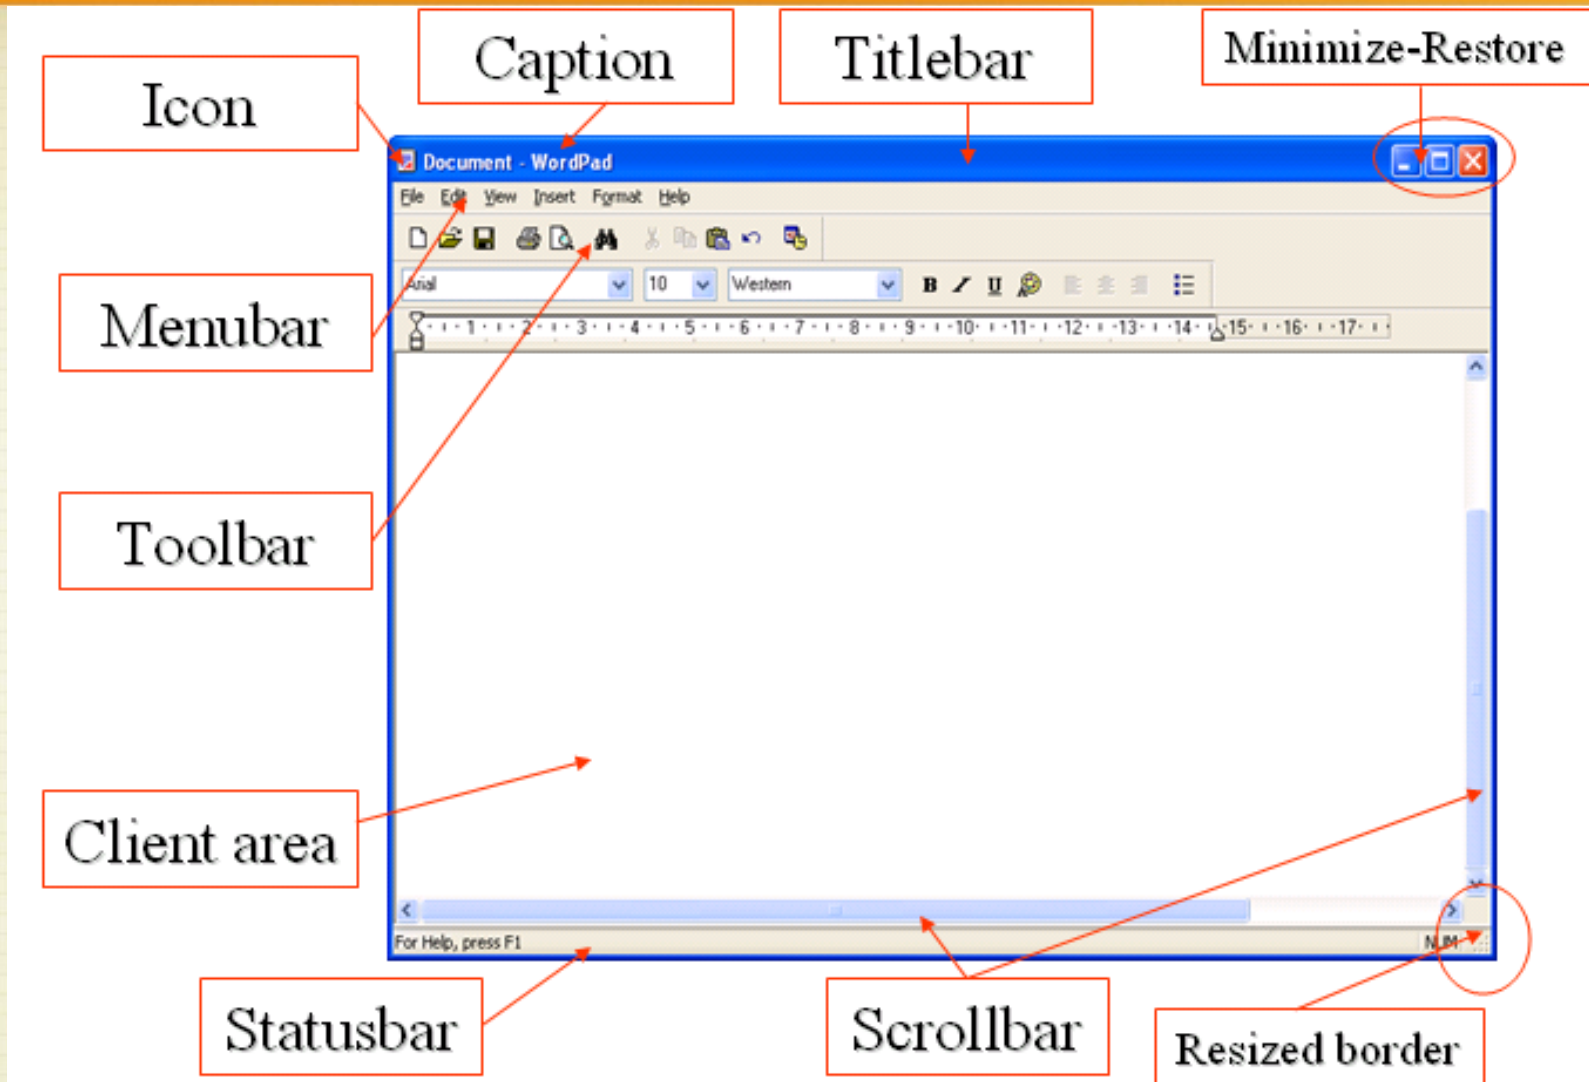 Caption
Titlebar
Minimize-Restore
Icon
Document - WordPad
File Edit View Insert Format Help
Arial 10 Western B I U
Menubar
1 2 3 4 5 6 7 8 9 10 11 12 13 14 15 16 17
Toolbar
Client area
For Help, press F1 NUM
Statusbar
Scrollbar
Resized border